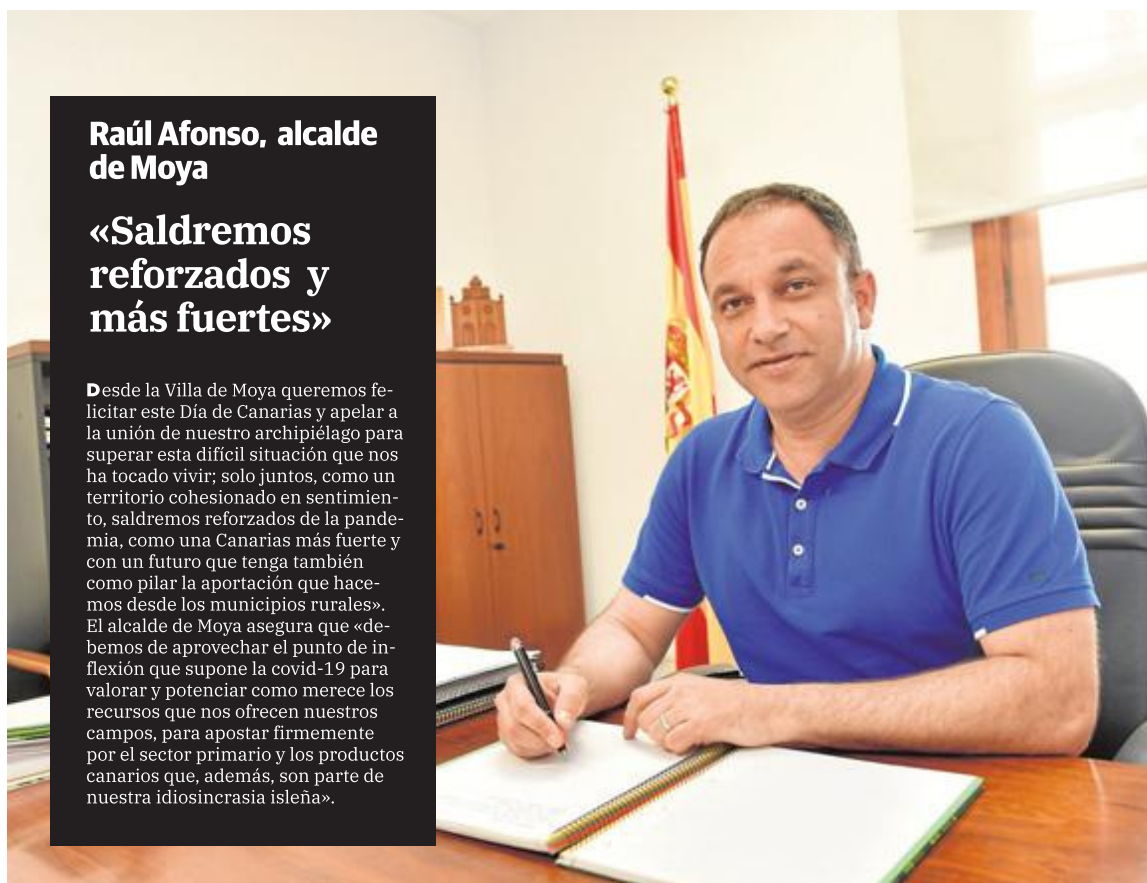 Raúl Afonso, alcalde
de Moya
«Saldremos
reforzados y
más fuertes»
Desde la Villa de Moya queremos fe-
licitar este Día de Canarias y apelar a
la unión de nuestro archipiélago para
superar esta difícil situación que nos
ha tocado vivir; solo juntos, como un
territorio cohesionado en sentimien-
to, saldremos reforzados de la pande-
mia, como una Canarias más fuerte y
con un futuro que tenga también
como pilar la aportación que hace-
mos desde los municipios rurales».
El alcalde de Moya asegura que «de-
bemos de aprovechar el punto de in-
flexión que supone la covid-19 para
valorar y potenciar como merece los
recursos que nos ofrecen nuestros
campos, para apostar firmemente
por el sector primario y los productos
canarios que, además, son parte de
nuestra idiosincrasia isleña».